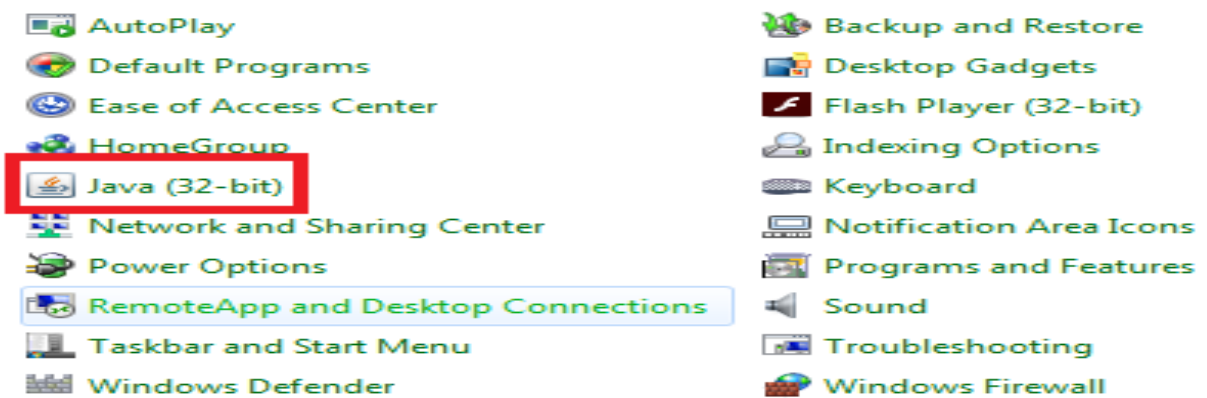 AutoPlay
Backup and Restore
Default Programs
Desktop Gadgets
Ease of Access Center
Flash Player (32-bit)
HomeGroup
Indexing Options
Java (32-bit)
Keyboard
Network and Sharing Center
Notification Area Icons
Power Options
Programs and Features
RemoteApp and Desktop Connections
Sound
Taskbar and Start Menu
Troubleshooting
Windows Defender
Windows Firewall